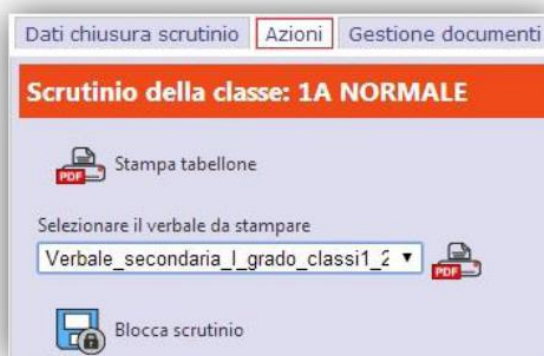 Dati chiusura scrutinio Azioni Gestione documenti
Scrutinio della classe: 1A NORMALE
PDF Stampa tabellone
Selezionare il verbale da stampare
Verbale_secondaria_I_grado_classi1_2 PDF
Blocca scrutinio